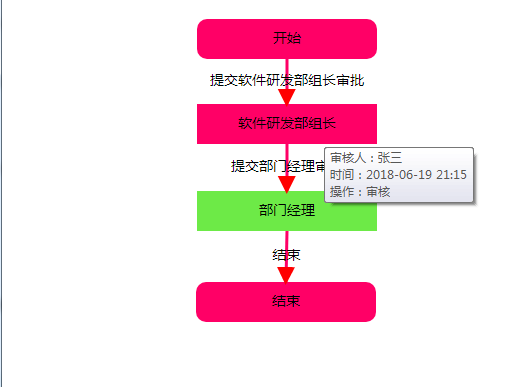 开始
提交软件研发部组长审批
软件研发部组长
提交部门经理审
审核人：张三
时间：2018-06-19 21:15
操作：审核
部门经理
结束
结束